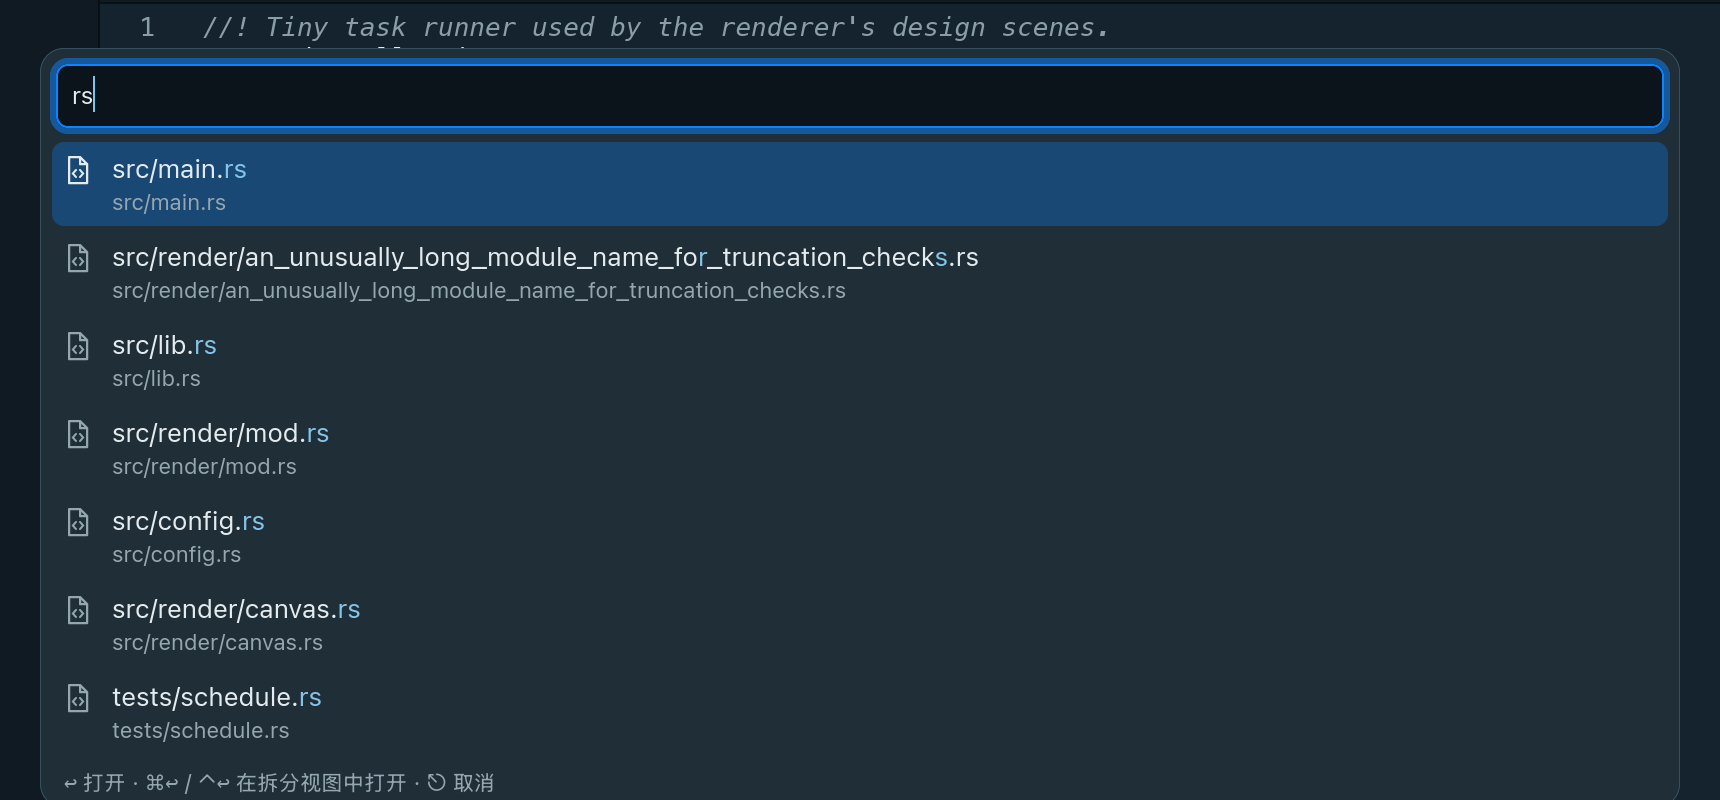 1 //! Tiny task runner used by the renderer's design scenes.
rs
src/main.rs
src/main.rs
src/render/an_unusually_long_module_name_for_truncation_checks.rs
src/render/an_unusually_long_module_name_for_truncation_checks.rs
src/lib.rs
src/lib.rs
src/render/mod.rs
src/render/mod.rs
src/config.rs
src/config.rs
src/render/canvas.rs
src/render/canvas.rs
tests/schedule.rs
tests/schedule.rs
↩ 打开 · ⌘↩ / ^↩ 在拆分视图中打开 · ⎋ 取消